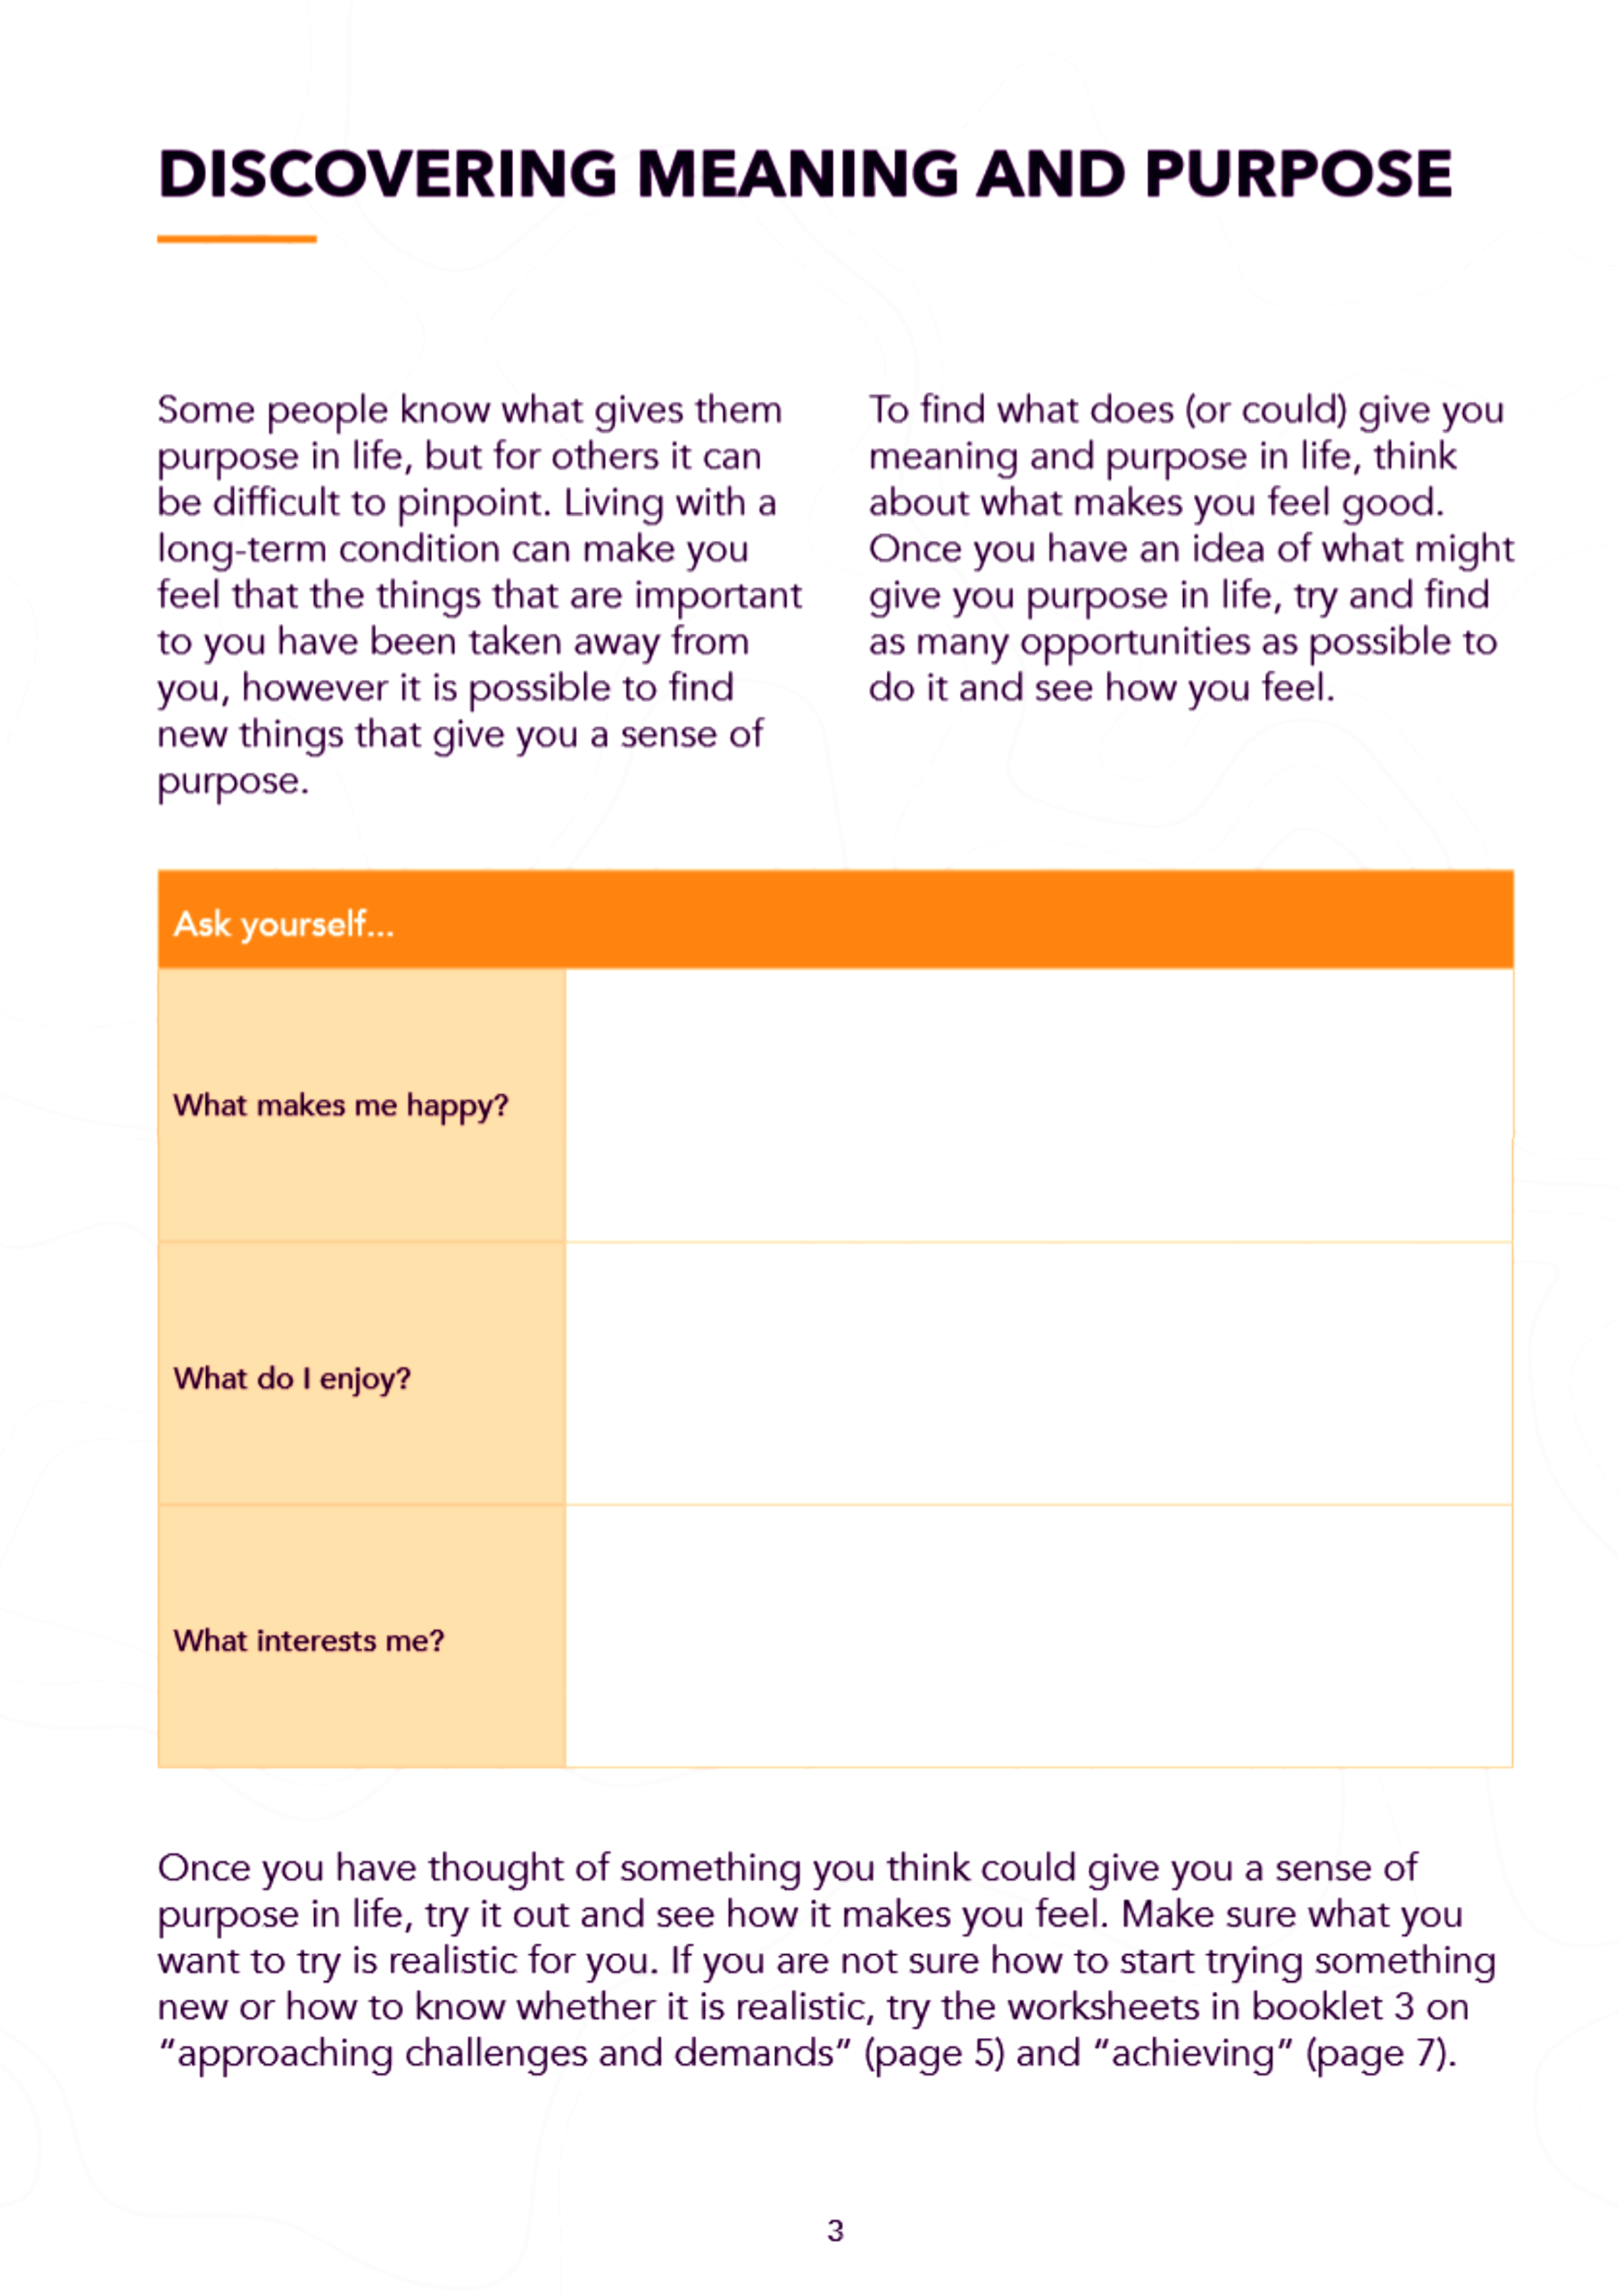 DISCOVERING MEANING AND PURPOSE
Some people know what gives them
purpose in life, but for others it can
be difficult to pinpoint. Living with a
long-term condition can make you
feel that the things that are important
to you have been taken away from
you, however it is possible to find
new things that give you a sense of
purpose.
To find what does (or could) give you
meaning and purpose in life, think
about what makes you feel good.
Once you have an idea of what might
give you purpose in life, try and find
as many opportunities as possible to
do it and see how you feel.
Ask yourself...
What makes me happy?
What do I enjoy?
What interests me?
Once you have thought of something you think could give you a sense of
purpose in life, try it out and see how it makes you feel. Make sure what you
want to try is realistic for you. If you are not sure how to start trying something
new or how to know whether it is realistic, try the worksheets in booklet 3 on
"approaching challenges and demands" (page 5) and "achieving" (page 7).
3